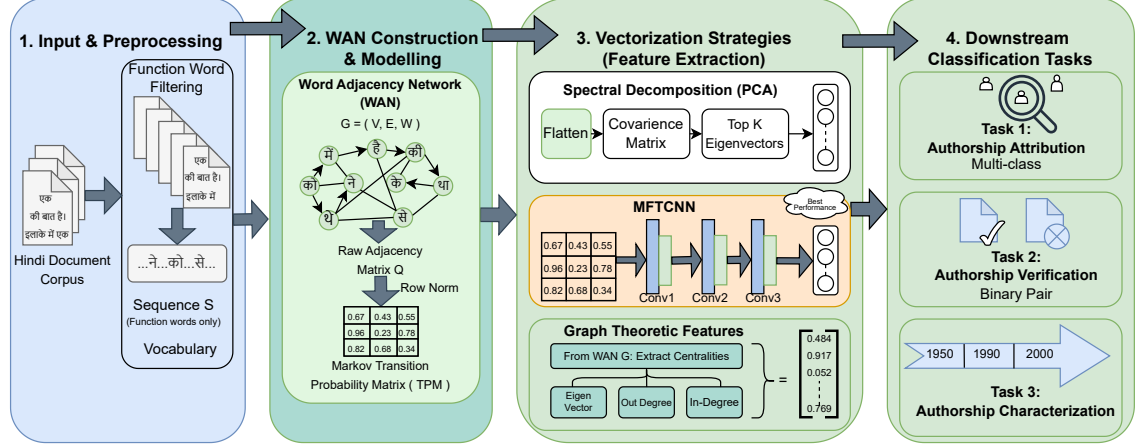 1. Input & Preprocessing
Function Word
Filtering
एक
की बात है।
इलाके में
एक
की बात है।
इलाके में एक
Hindi Document
Corpus
...ने...को...से...
Sequence S
(Function words only)
Vocabulary
2. WAN Construction
& Modelling
Word Adjacency Network
(WAN)
G = ( V, E, W )
में
है
की
को
ने
के
था
थे
से
Raw Adjacency
Matrix Q
Row Norm
0.67 0.43 0.55
0.96 0.23 0.78
0.82 0.68 0.34
Markov Transition
Probability Matrix ( TPM )
3. Vectorization Strategies
(Feature Extraction)
Spectral Decomposition (PCA)
Flatten
Covarience
Matrix
Top K
Eigenvectors
MFTCNN
Best
Performance
0.67 0.43 0.55
0.96 0.23 0.78
0.82 0.68 0.34
Conv1
Conv2
Conv3
Graph Theoretic Features
From WAN G: Extract Centralities
Eigen
Vector
Out Degree
In-Degree
=
0.484
0.917
0.052
0.769
4. Downstream
Classification Tasks
Task 1:
Authorship Attribution
Multi-class
Task 2:
Authorship Verification
Binary Pair
1950 1990 2000
Task 3:
Authorship Characterization